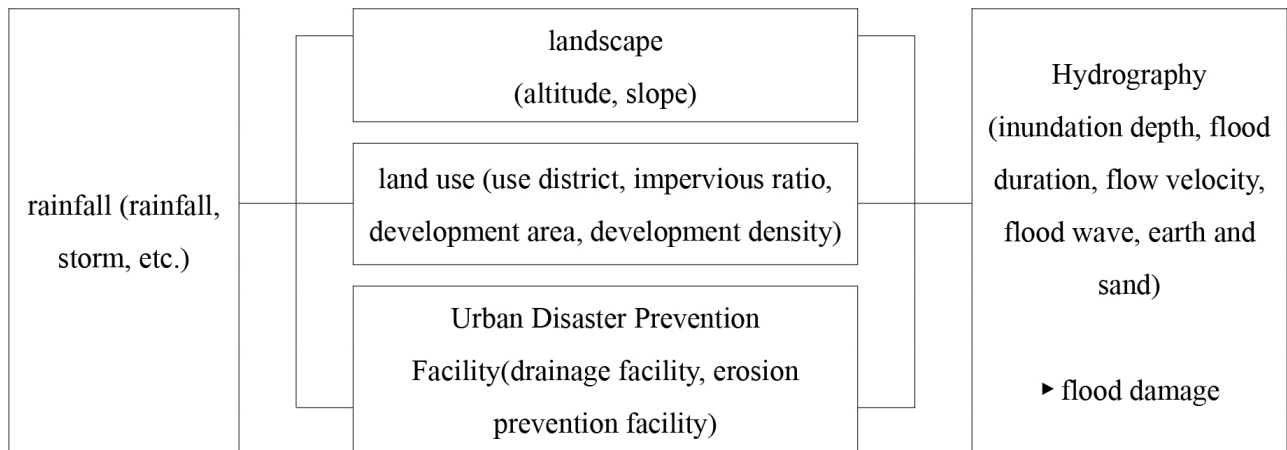 rainfall (rainfall,
storm, etc.)
landscape
(altitude, slope)
land use (use district, impervious ratio,
development area, development density)
Urban Disaster Prevention
Facility(drainage facility, erosion
prevention facility)
Hydrography
(inundation depth, flood
duration, flow velocity,
flood wave, earth and
sand)
▶ flood damage